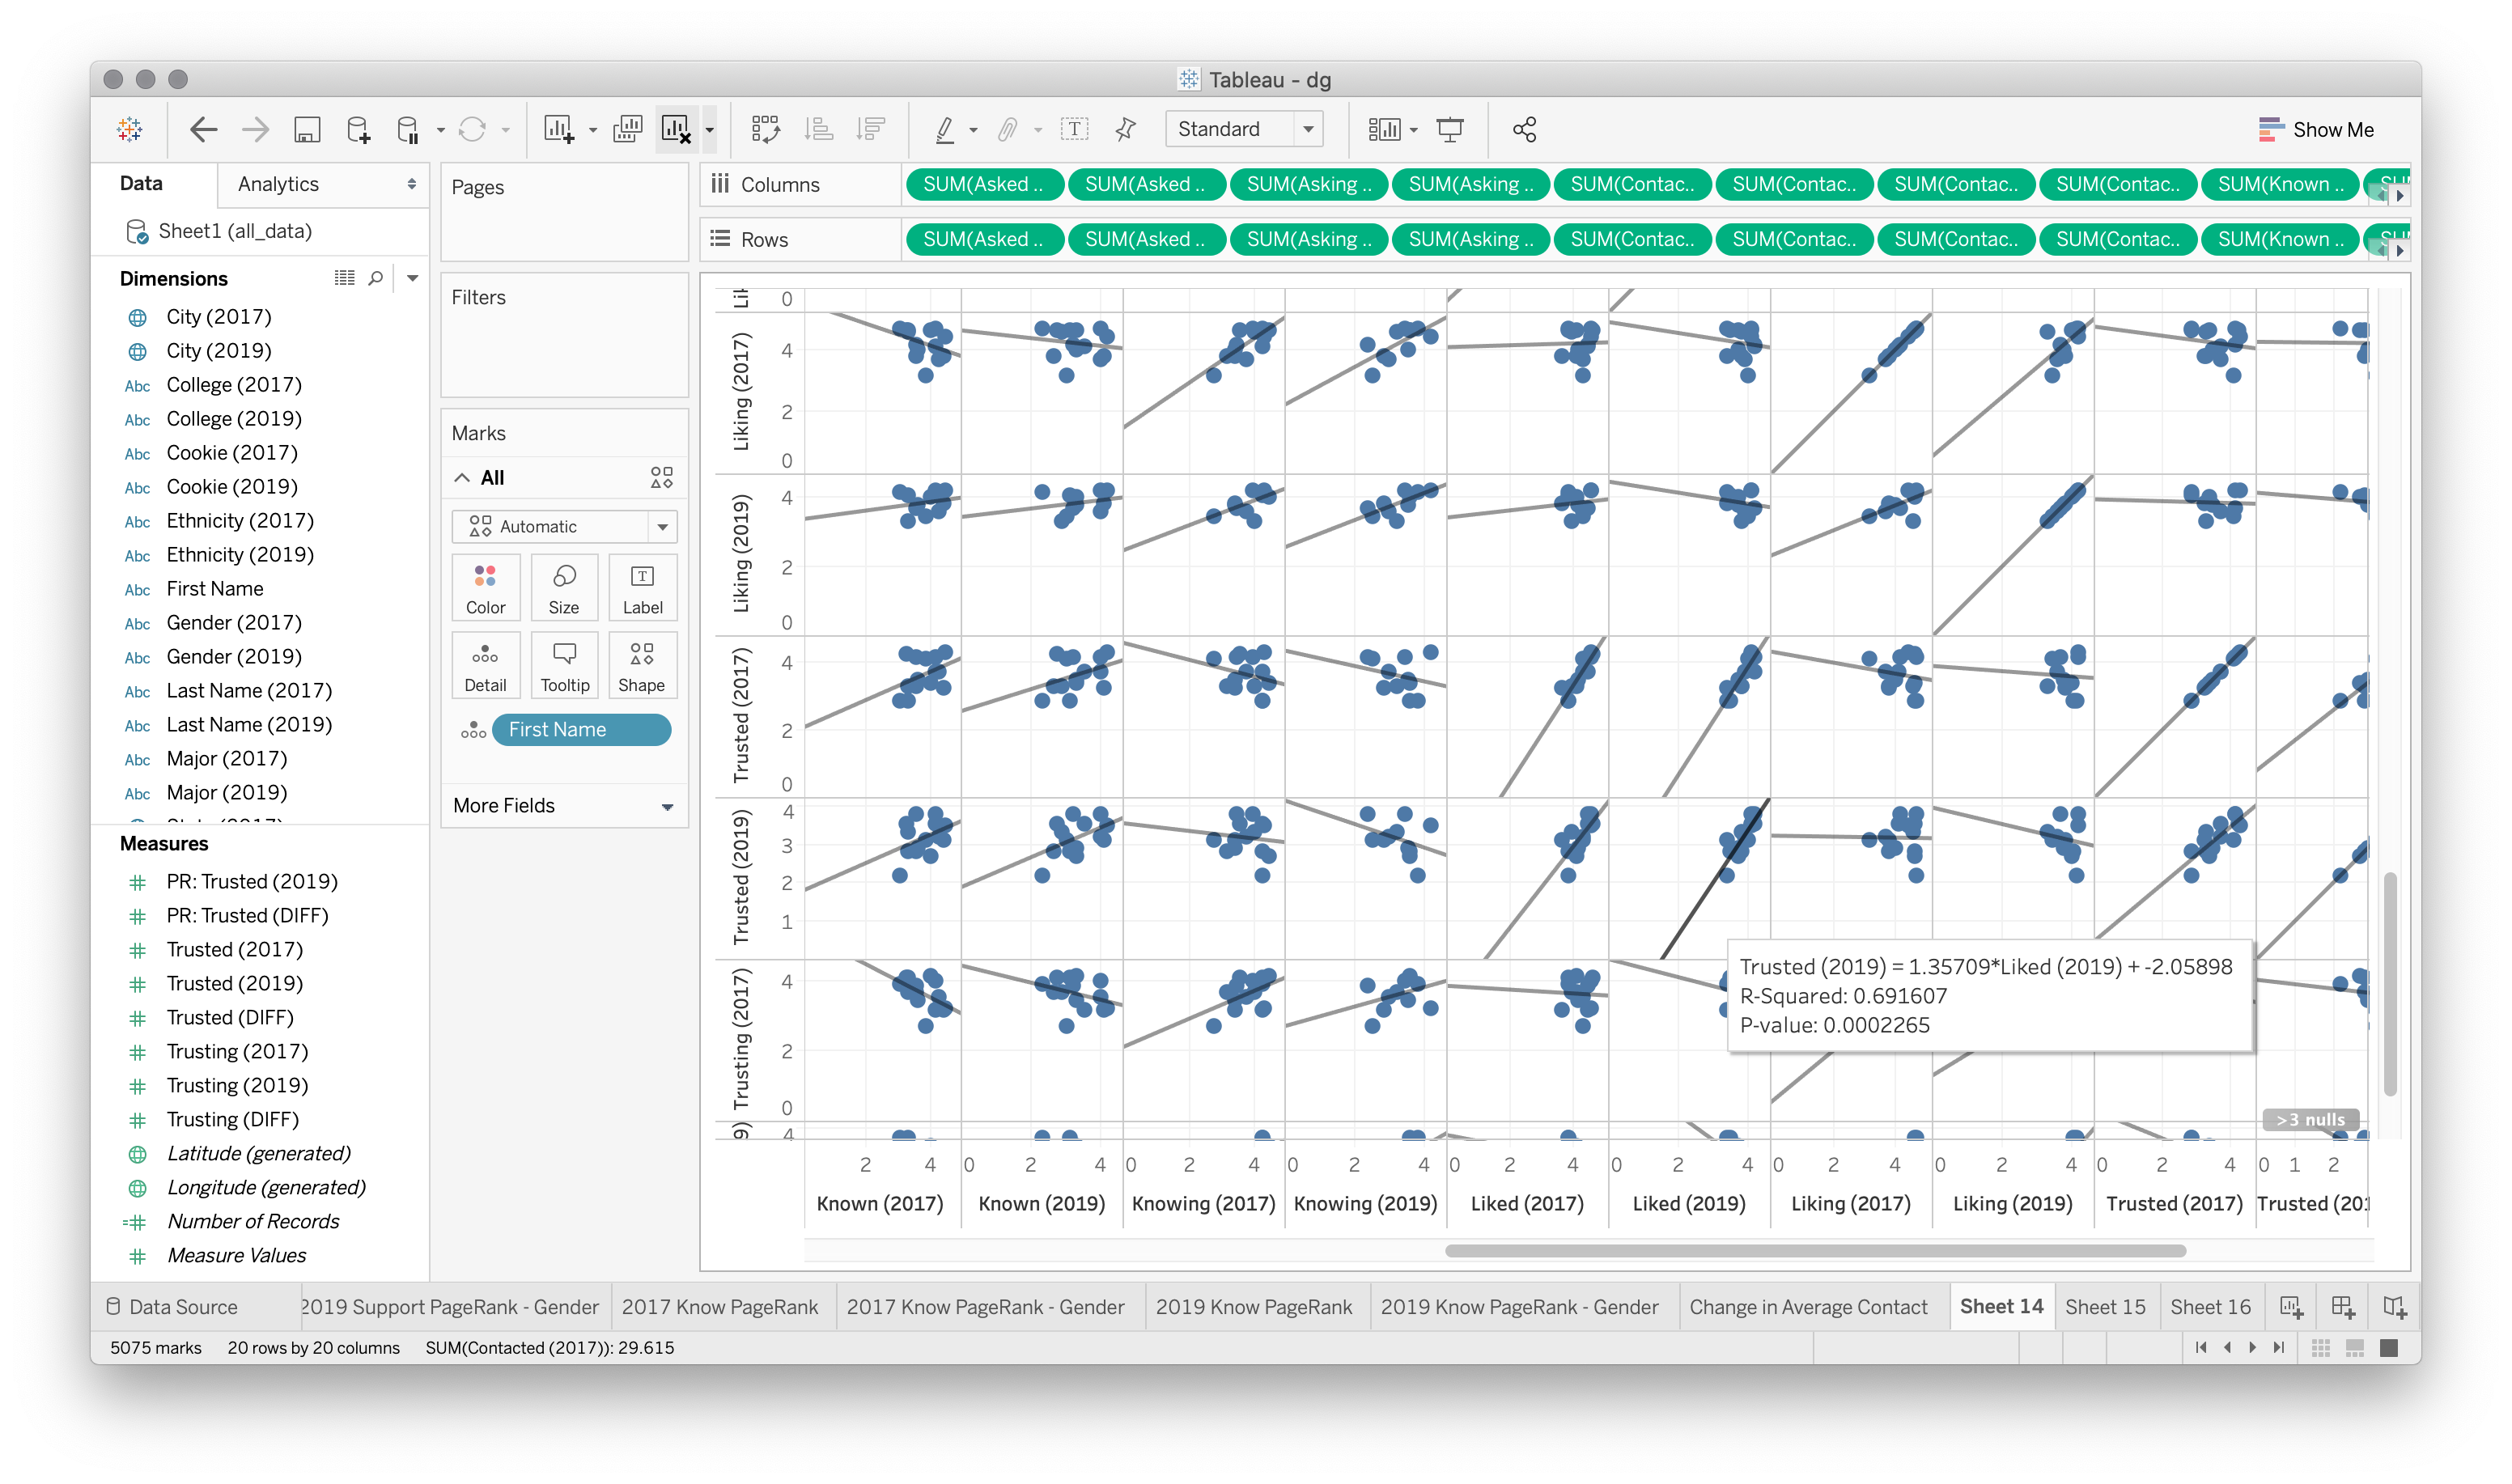 Tableau - dg
Standard
Show Me
Data
Analytics
Sheet1 (all_data)
Dimensions
City (2017)
City (2019)
Abc College (2017)
Abc College (2019)
Abc Cookie (2017)
Abc Cookie (2019)
Abc Ethnicity (2017)
Abc Ethnicity (2019)
Abc First Name
Abc Gender (2017)
Abc Gender (2019)
Abc Last Name (2017)
Abc Last Name (2019)
Abc Major (2017)
Abc Major (2019)
Measures
PR: Trusted (2019)
PR: Trusted (DIFF)
Trusted (2017)
Trusted (2019)
Trusted (DIFF)
Trusting (2017)
Trusting (2019)
Trusting (DIFF)
Latitude (generated)
Longitude (generated)
Number of Records
Measure Values
Pages
Filters
Marks
All
Automatic
Color Size Label
Detail Tooltip Shape
First Name
More Fields
Columns SUM(Asked .. SUM(Asked .. SUM(Asking .. SUM(Asking .. SUM(Contac.. SUM(Contac.. SUM(Contac.. SUM(Contac.. SUM(Known ..
Rows SUM(Asked .. SUM(Asked .. SUM(Asking .. SUM(Asking .. SUM(Contac.. SUM(Contac.. SUM(Contac.. SUM(Contac.. SUM(Known ..
0
Liking (2017)
4
2
0
Liking (2019)
4
2
0
Trusted (2017)
4
2
0
Trusted (2019)
4
3
2
1
Trusting (2017)
4
2
0
9)
4
Trusted (2019) = 1.35709*Liked (2019) + -2.05898
R-Squared: 0.691607
P-value: 0.0002265
>3 nulls
2 4 0 2 4 0 2 4 0 2 4 0 2 4 0 2 4 0 2 4 0 2 4 0 2 4 0 1 2
Known (2017) Known (2019) Knowing (2017) Knowing (2019) Liked (2017) Liked (2019) Liking (2017) Liking (2019) Trusted (2017) Trusted (201
Data Source 2019 Support PageRank - Gender 2017 Know PageRank 2017 Know PageRank - Gender 2019 Know PageRank 2019 Know PageRank - Gender Change in Average Contact Sheet 14 Sheet 15 Sheet 16
5075 marks 20 rows by 20 columns SUM(Contacted (2017)): 29.615